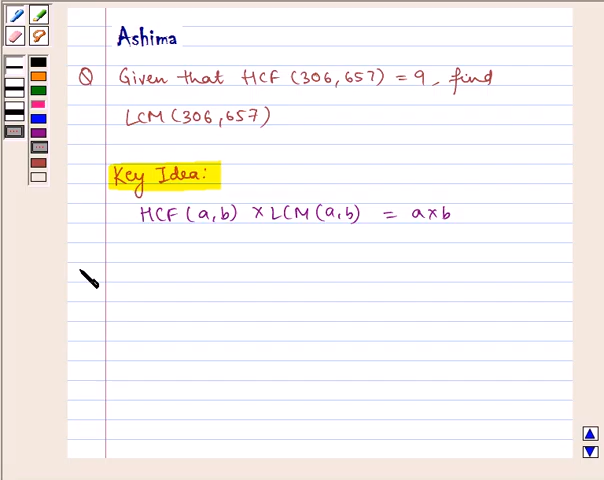 Ashima
Q Given that HCF (306,657) = 9, find
LCM (306,657)
Key Idea:
HCF (a,b) × LCM (a,b) = a×b